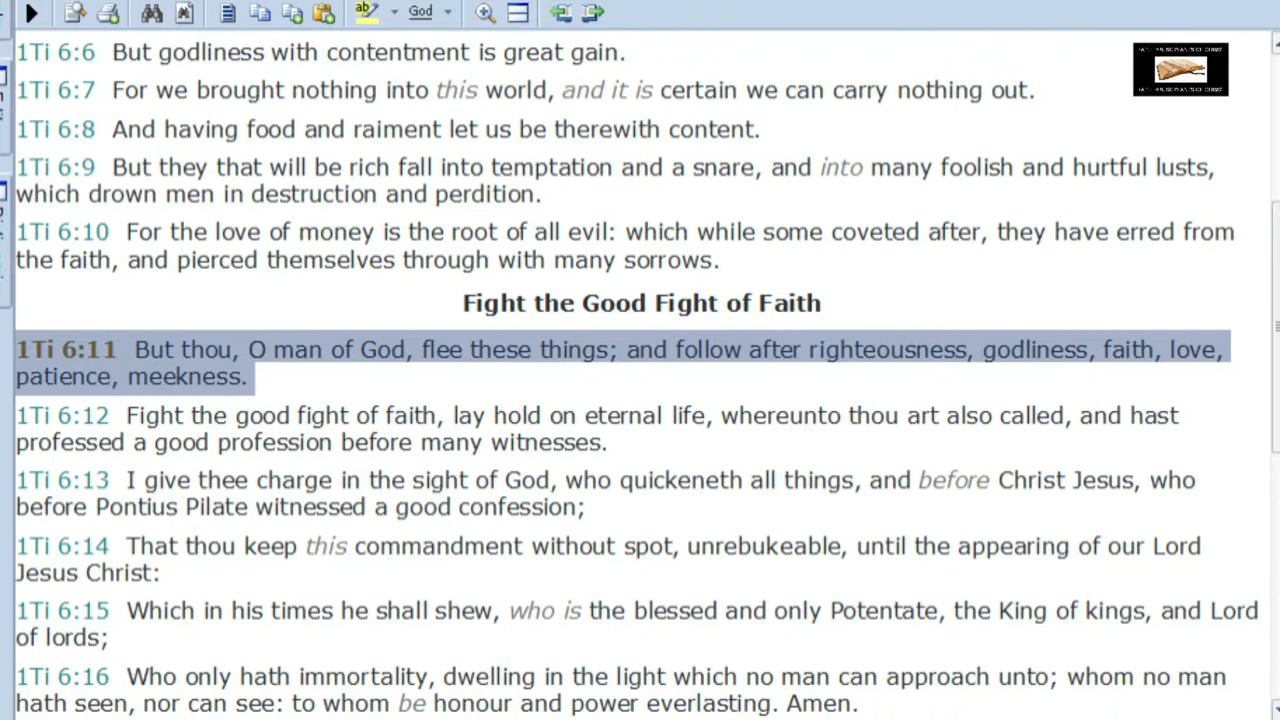 God
1Ti 6:6 But godliness with contentment is great gain.
1Ti 6:7 For we brought nothing into this world, and it is certain we can carry nothing out.
1Ti 6:8 And having food and raiment let us be therewith content.
1Ti 6:9 But they that will be rich fall into temptation and a snare, and into many foolish and hurtful lusts,
which drown men in destruction and perdition.
1Ti 6:10 For the love of money is the root of all evil: which while some coveted after, they have erred from
the faith, and pierced themselves through with many sorrows.
Fight the Good Fight of Faith
1Ti 6:11 But thou, O man of God, flee these things; and follow after righteousness, godliness, faith, love,
patience, meekness.
1Ti 6:12 Fight the good fight of faith, lay hold on eternal life, whereunto thou art also called, and hast
professed a good profession before many witnesses.
1Ti 6:13 I give thee charge in the sight of God, who quickeneth all things, and before Christ Jesus, who
before Pontius Pilate witnessed a good confession;
1Ti 6:14 That thou keep this commandment without spot, unrebukeable, until the appearing of our Lord
Jesus Christ:
1Ti 6:15 Which in his times he shall shew, who is the blessed and only Potentate, the King of kings, and Lord
of lords;
1Ti 6:16 Who only hath immortality, dwelling in the light which no man can approach unto; whom no man
hath seen, nor can see: to whom be honour and power everlasting. Amen.